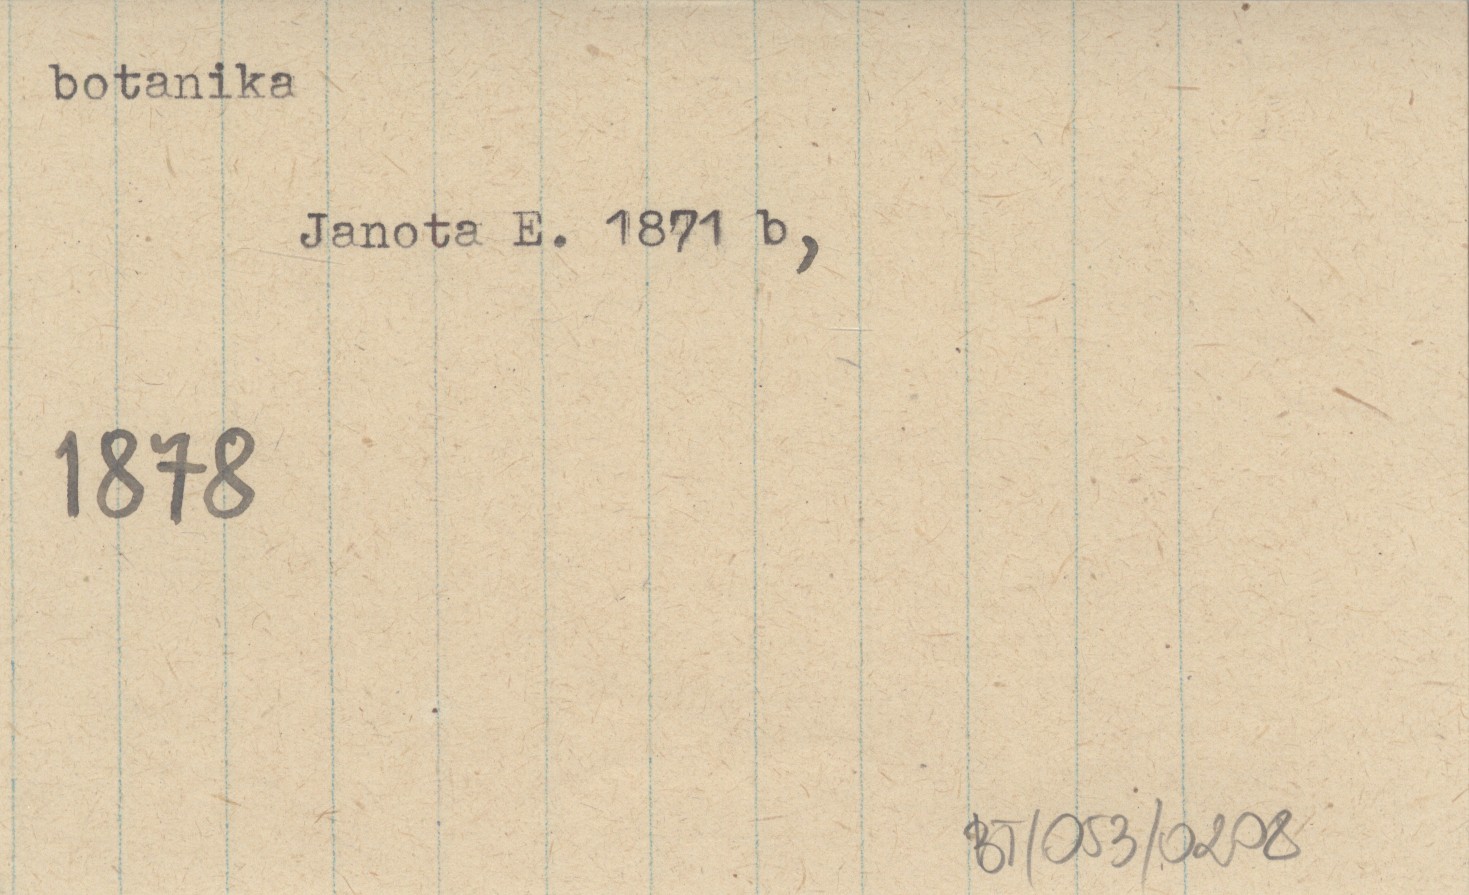 botanika
Janota E. 1871 b,
1878
BT/053/0208